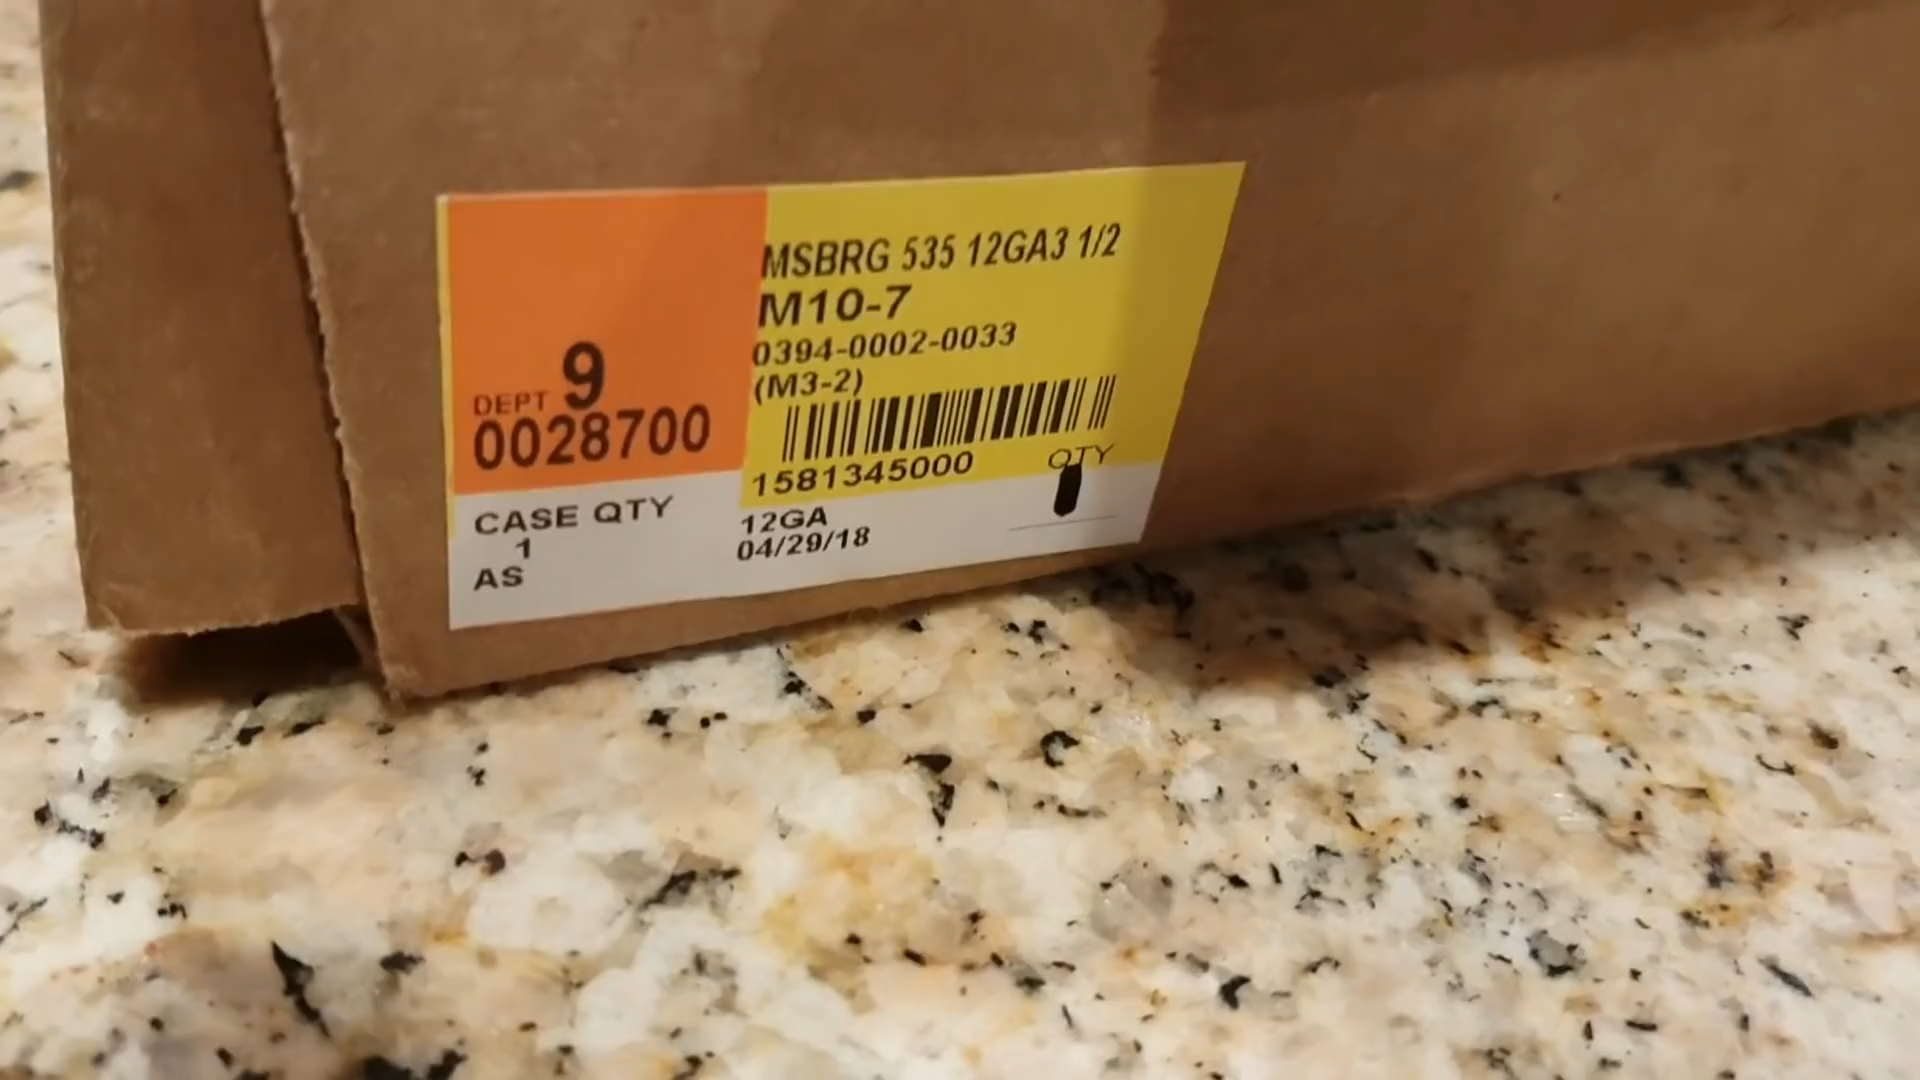 MSBRG 535 12GA3 1/2
M10-7
0394-0002-0033
(M3-2)
DEPT 9
0028700
1581345000 QTY
CASE QTY
1
AS
12GA
04/29/18